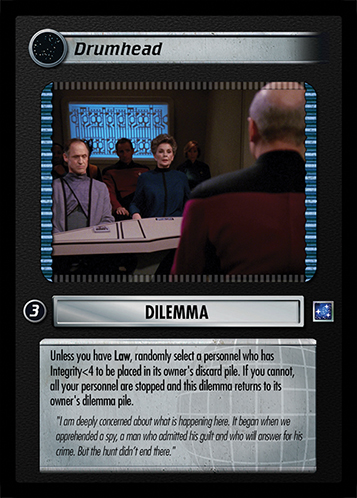 Drumhead
3 DILEMMA
Unless you have Law, randomly select a personnel who has
Integrity<4 to be placed in its owner's discard pile. If you cannot,
all your personnel are stopped and this dilemma returns to its
owner's dilemma pile.
"I am deeply concerned about what is happening here. It began when we
apprehended a spy, a man who admitted his guilt and who will answer for his
crime. But the hunt didn't end there."